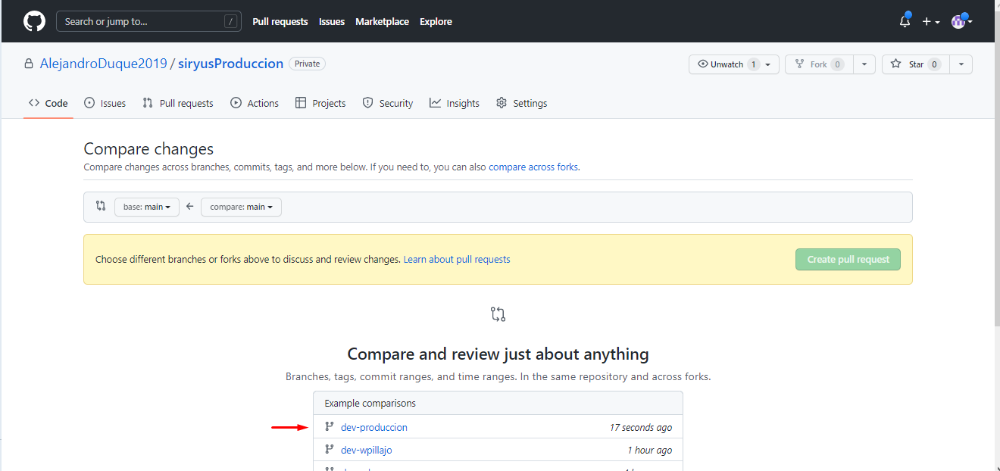 Search or jump to... / Pull requests Issues Marketplace Explore
AlejandroDuque2019 / siryusProduccion Private Unwatch 1 Fork 0 Star 0
Code Issues Pull requests Actions Projects Security Insights Settings
Compare changes
Compare changes across branches, commits, tags, and more below. If you need to, you can also compare across forks.
base: main compare: main
Choose different branches or forks above to discuss and review changes. Learn about pull requests Create pull request
Compare and review just about anything
Branches, tags, commit ranges, and time ranges. In the same repository and across forks.
Example comparisons
dev-produccion 17 seconds ago
dev-wpillajo 1 hour ago